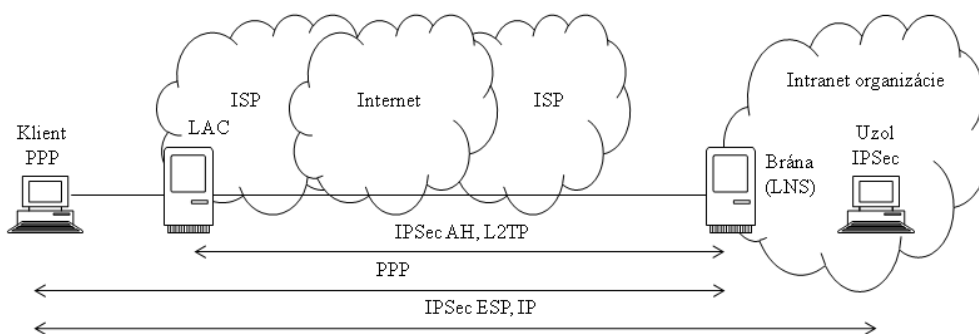 ISP
Internet
ISP
Intranet organizácie
Klient
PPP
LAC
Brána
(LNS)
Uzol
IPSec
IPSec AH, L2TP
PPP
IPSec ESP, IP